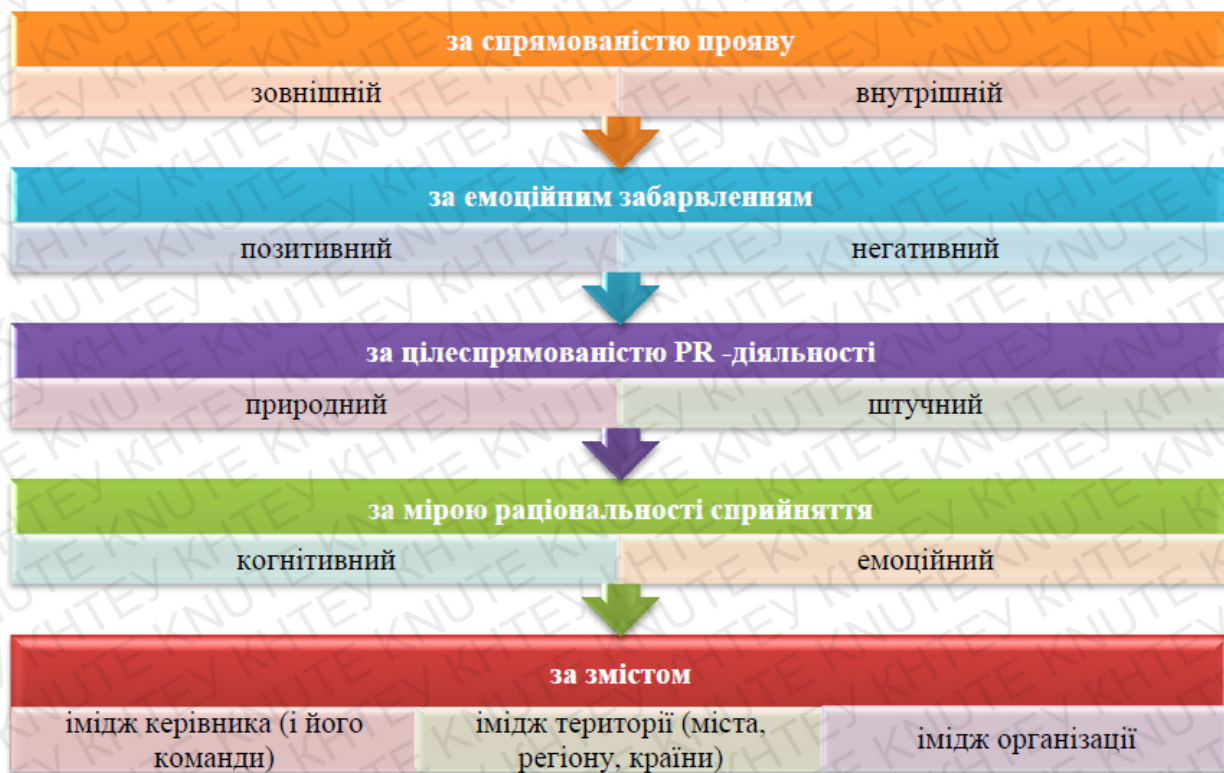 за спрямованістю прояву
зовнішній
внутрішній
за емоційним забарвленням
позитивний
негативний
за цілеспрямованістю PR -діяльності
природний
штучний
за мірою раціональності сприйняття
когнітивний
емоційний
за змістом
імідж керівника (і його
команди)
імідж території (міста,
регіону, країни)
імідж організації